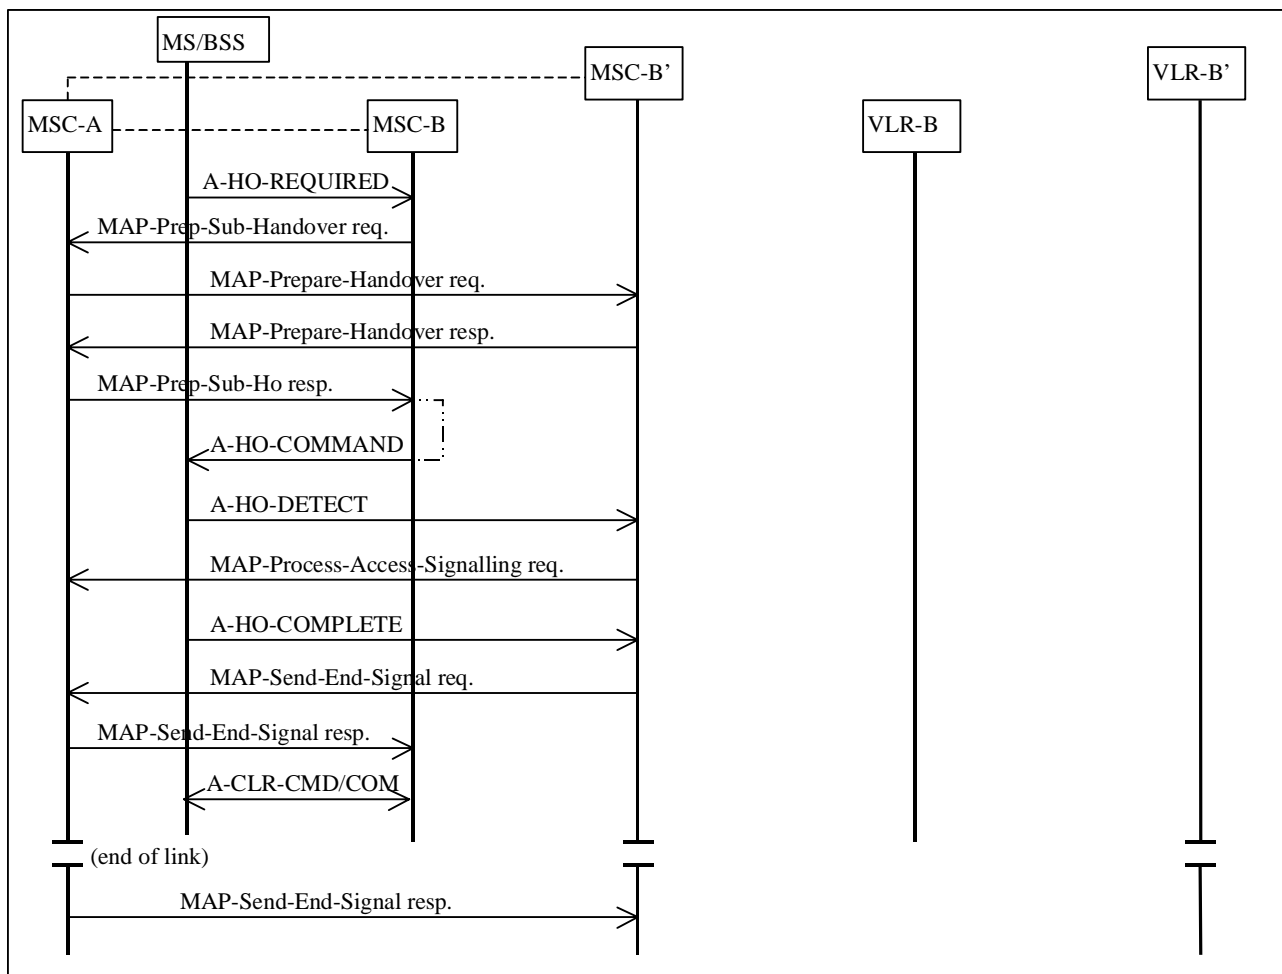 MS/BSS
MSC-B’
VLR-B’
MSC-A
MSC-B
VLR-B
A-HO-REQUIRED
MAP-Prep-Sub-Handover req.
MAP-Prepare-Handover req.
MAP-Prepare-Handover resp.
MAP-Prep-Sub-Ho resp.
A-HO-COMMAND
A-HO-DETECT
MAP-Process-Access-Signalling req.
A-HO-COMPLETE
MAP-Send-End-Signal req.
MAP-Send-End-Signal resp.
A-CLR-CMD/COM
(end of link)
MAP-Send-End-Signal resp.